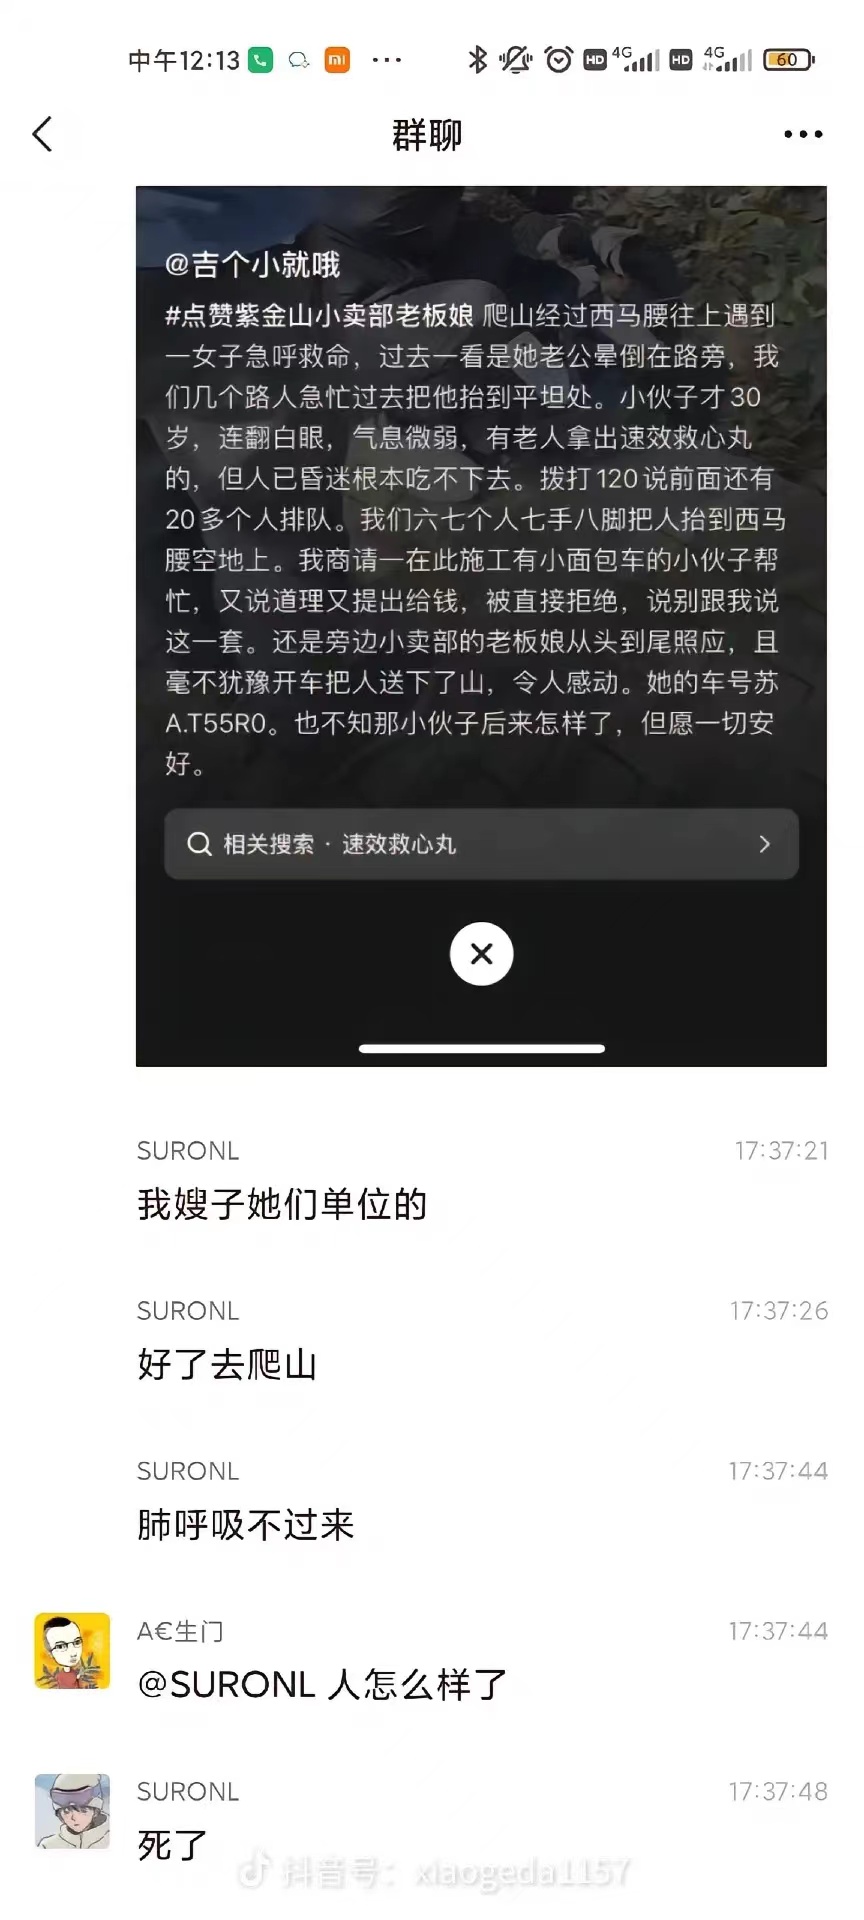 中午12:13
HD 4G HD 4G 60
群聊
@吉个小就哦
#点赞紫金山小卖部老板娘 爬山经过西马腰往上遇到
一女子急呼救命，过去一看是她老公晕倒在路旁，我
们几个路人急忙过去把他抬到平坦处。小伙子才30
岁，连翻白眼，气息微弱，有老人拿出速效救心丸
的，但人已昏迷根本吃不下去。拨打120说前面还有
20多个人排队。我们六七个人七手八脚把人抬到西马
腰空地上。我商请一在此施工有小面包车的小伙子帮
忙，又说道理又提出给钱，被直接拒绝，说别跟我说
这一套。还是旁边小卖部的老板娘从头到尾照应，且
毫不犹豫开车把人送下了山，令人感动。她的车号苏
A.T55R0。也不知那小伙子后来怎样了，但愿一切安
好。
相关搜索 · 速效救心丸
SURONL 17:37:21
我嫂子她们单位的
SURONL 17:37:26
好了去爬山
SURONL 17:37:44
肺呼吸不过来
A€生门 17:37:44
@SURONL 人怎么样了
SURONL 17:37:48
死了
抖音号：xiaogeda1157